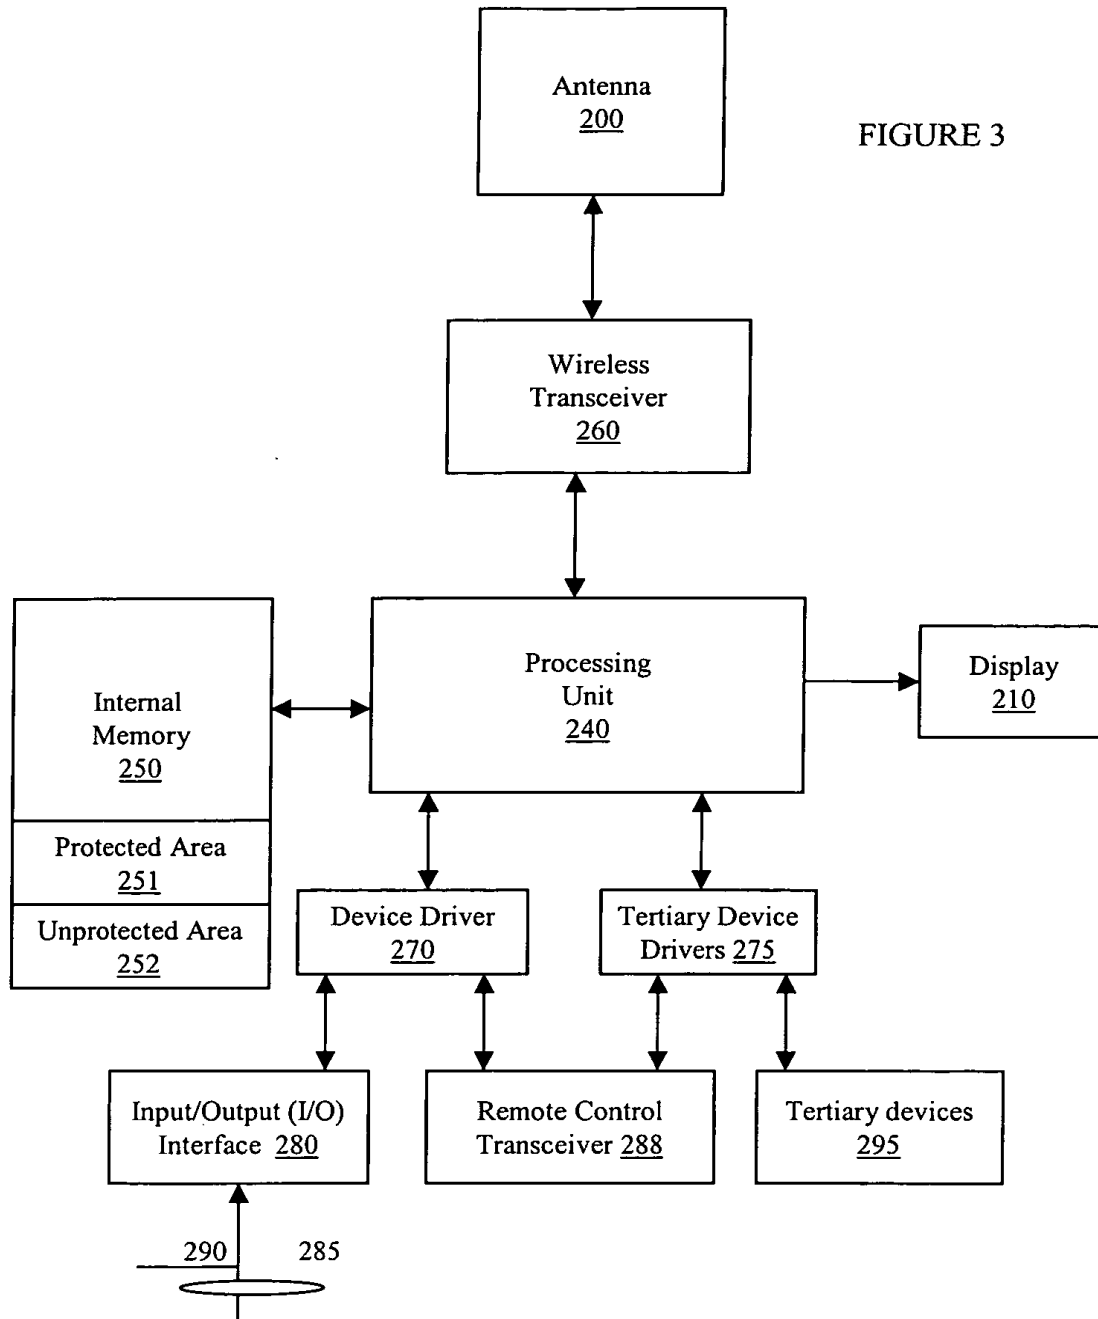 Antenna
200
FIGURE 3
Wireless
Transceiver
260
Internal
Memory
250
Protected Area
251
Unprotected Area
252
Processing
Unit
240
Display
210
Device Driver
270
Tertiary Device
Drivers 275
Input/Output (I/O)
Interface 280
Remote Control
Transceiver 288
Tertiary devices
295
290
285